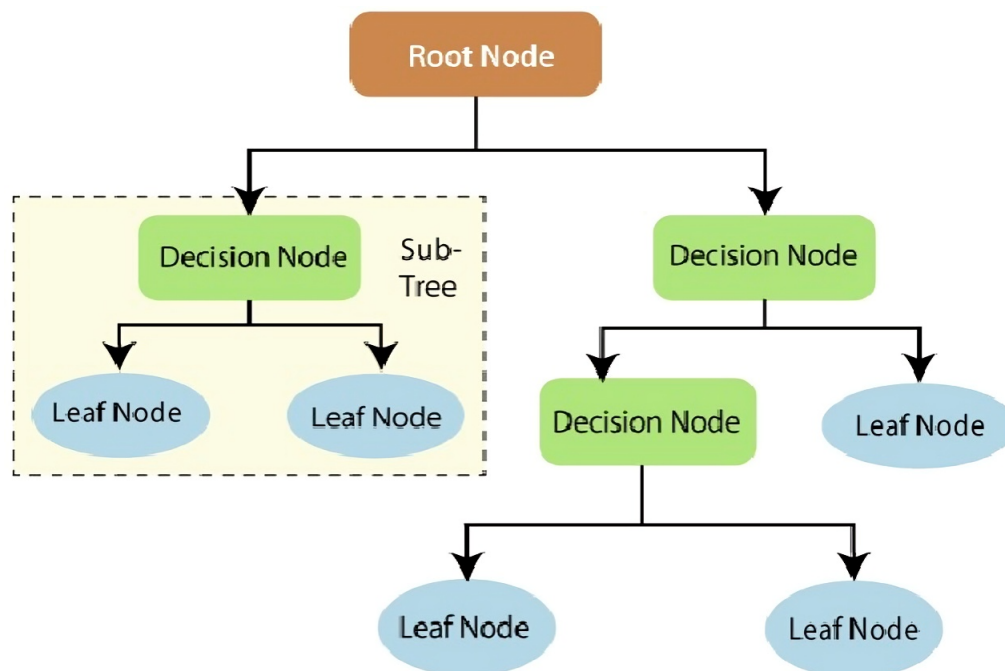 Root Node
Decision Node
Sub-
Tree
Decision Node
Leaf Node
Leaf Node
Decision Node
Leaf Node
Leaf Node
Leaf Node